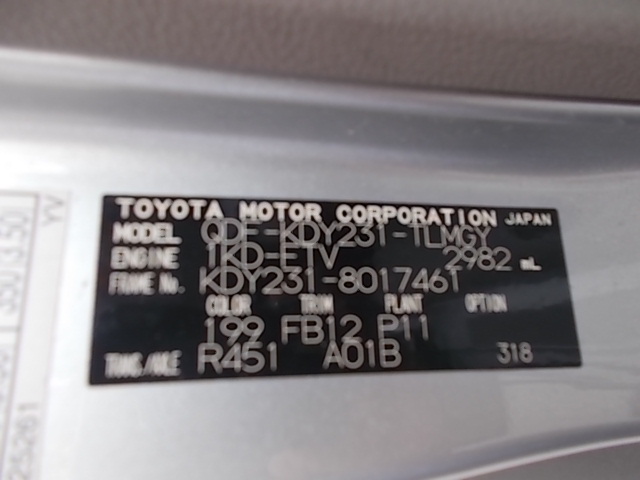 TOYOTA MOTOR CORPORATION JAPAN
MODEL QDF-KDY231-TLMGY
ENGINE 1KD-FTV 2982 mL
FRAME No. KDY231-8017461
COLOR TRIM PLANT OPTION
199 FB12 P11
TRANS/AXLE R451 A01B 318